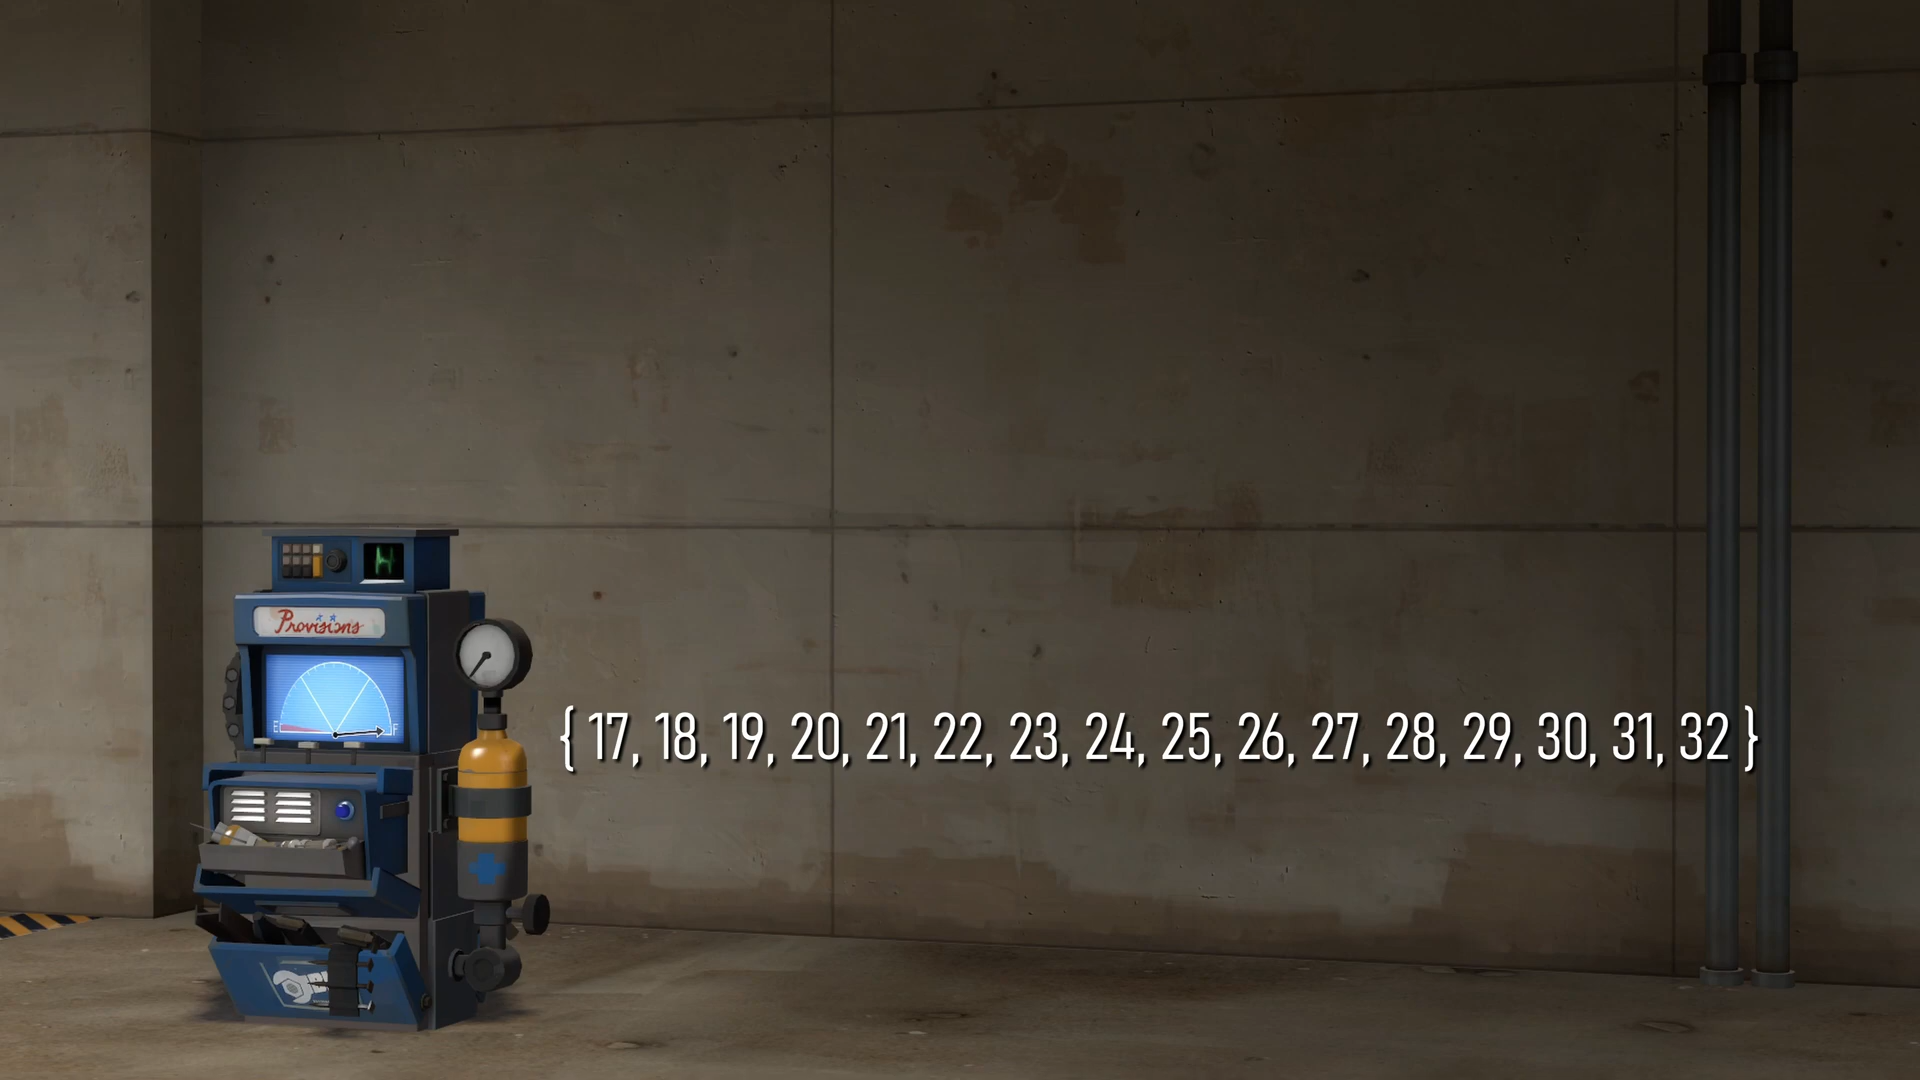 Provisions
E F
{ 17, 18, 19, 20, 21, 22, 23, 24, 25, 26, 27, 28, 29, 30, 31, 32 }